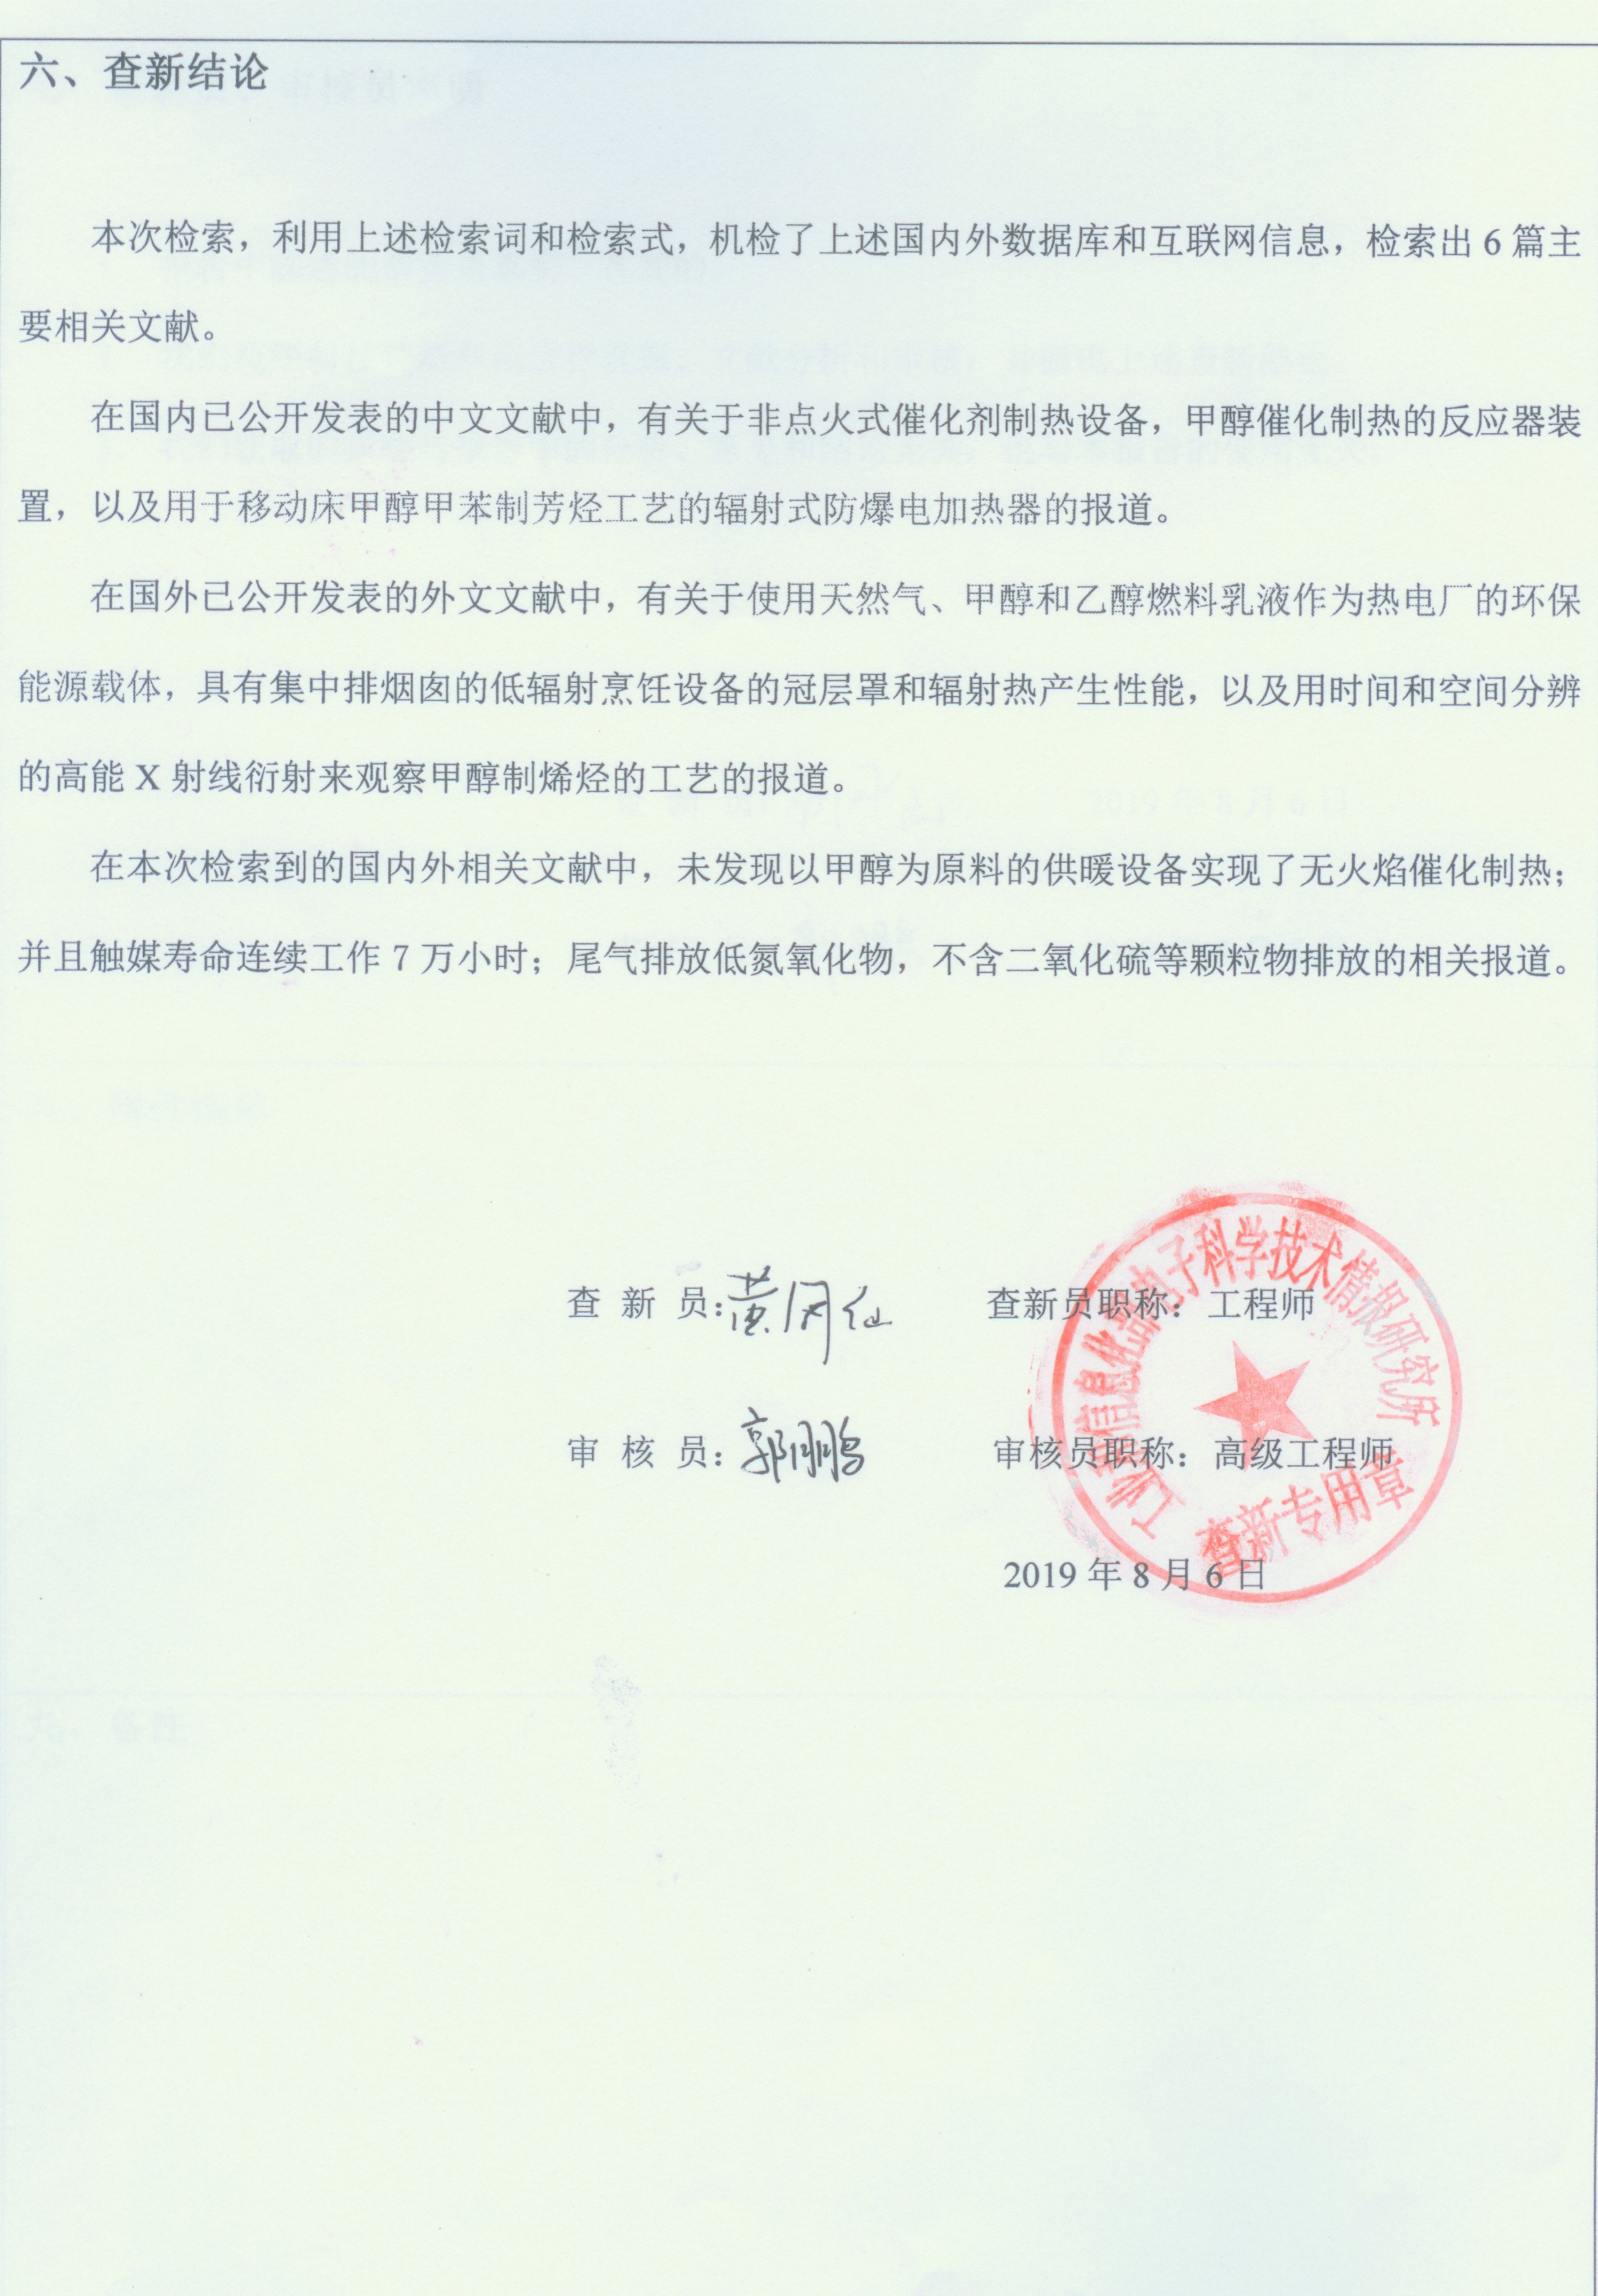 六、查新结论
本次检索，利用上述检索词和检索式，机检了上述国内外数据库和互联网信息，检索出 6 篇主
要相关文献。
在国内已公开发表的中文文献中，有关于非点火式催化剂制热设备，甲醇催化制热的反应器装
置，以及用于移动床甲醇甲苯制芳烃工艺的辐射式防爆电加热器的报道。
在国外已公开发表的外文文献中，有关于使用天然气、甲醇和乙醇燃料乳液作为热电厂的环保
能源载体，具有集中排烟囱的低辐射烹饪设备的冠层罩和辐射热产生性能，以及用时间和空间分辨
的高能 X 射线衍射来观察甲醇制烯烃的工艺的报道。
在本次检索到的国内外相关文献中，未发现以甲醇为原料的供暖设备实现了无火焰催化制热；
并且触媒寿命连续工作 7 万小时；尾气排放低氮氧化物，不含二氧化硫等颗粒物排放的相关报道。
工业和信息化部电子科学技术情报研究所
查 新 员：黄 仙 查新员职称：工程师
审 核 员：郭鹏 审核员职称：高级工程师
查新专用章
2019 年 8 月 6 日